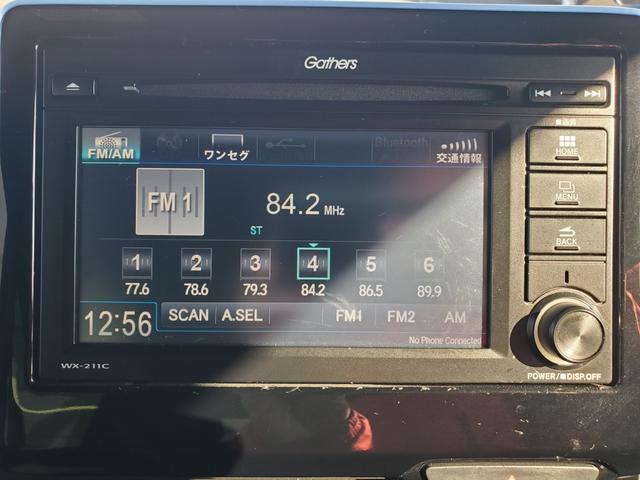 Gathers
FM/AM
ワンセグ
Bluetooth
交通情報
HOME
FM 1
84.2 MHz
ST
MENU
BACK
1 2 3 4 5 6
77.6 78.6 79.3 84.2 86.5 89.9
12:56 SCAN A.SEL FM1 FM2 AM
No Phone Connected
WX-211C
POWER/■DISP.OFF